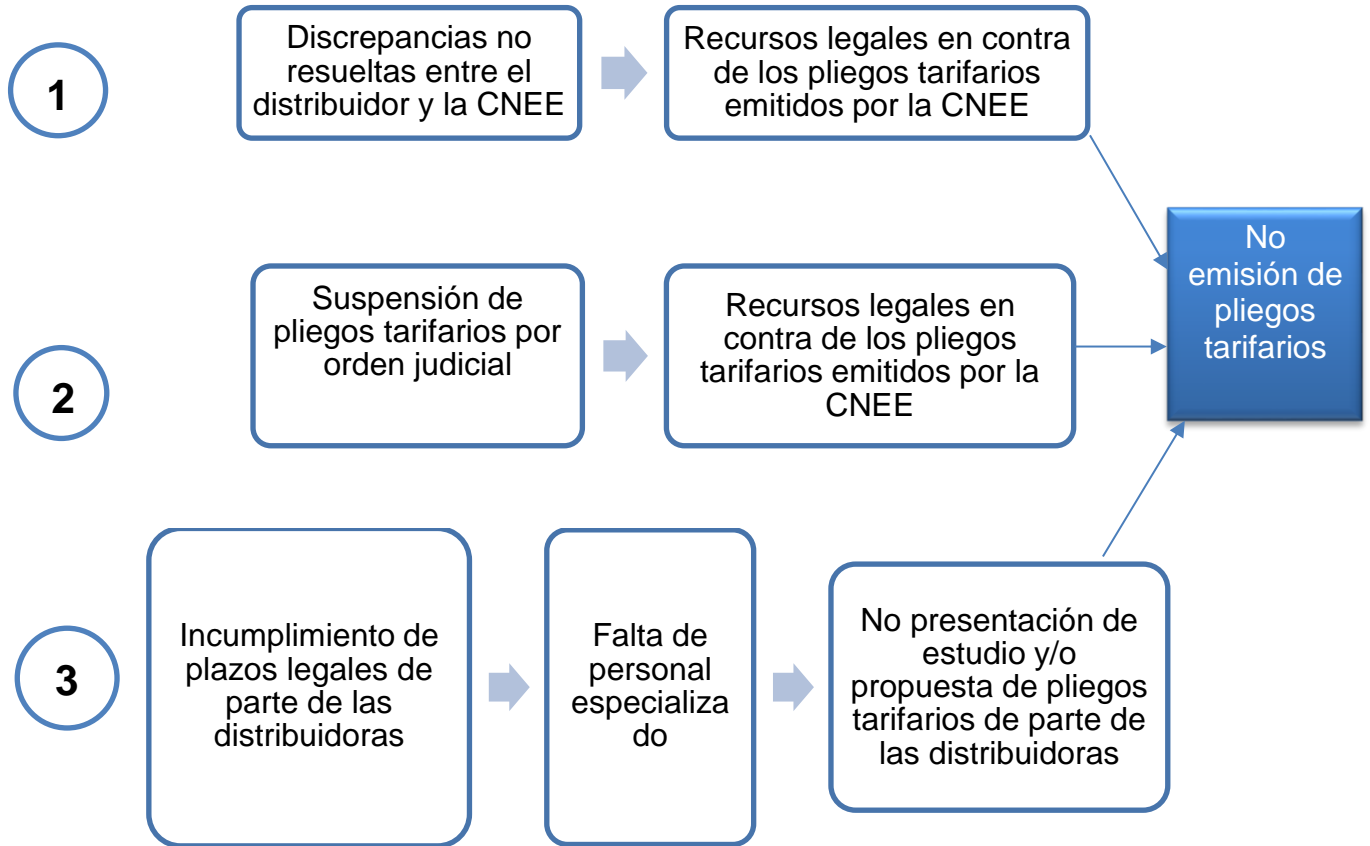 1
Discrepancias no
resueltas entre el
distribuidor y la CNEE
Recursos legales en contra
de los pliegos tarifarios
emitidos por la CNEE
2
Suspensión de
pliegos tarifarios por
orden judicial
Recursos legales en
contra de los pliegos
tarifarios emitidos por la
CNEE
3
Incumplimiento de
plazos legales de
parte de las
distribuidoras
Falta de
personal
especializa
do
No presentación de
estudio y/o
propuesta de pliegos
tarifarios de parte de
las distribuidoras
No
emisión de
pliegos
tarifarios